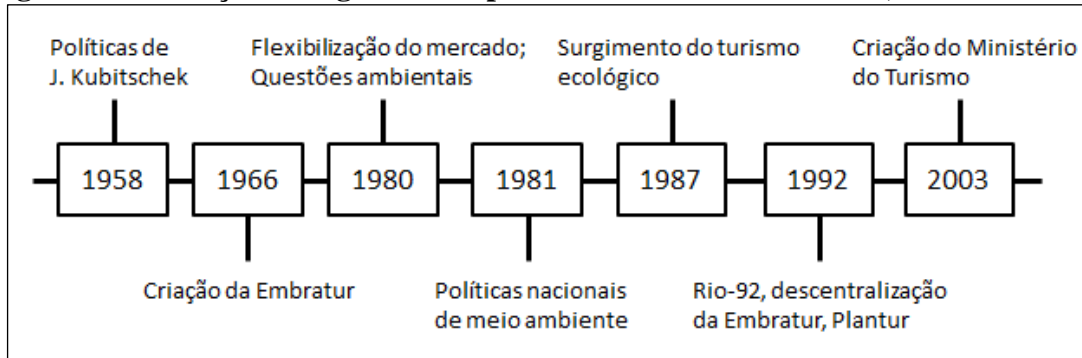 Políticas de
J. Kubitschek
Flexibilização do mercado;
Questões ambientais
Surgimento do turismo
ecológico
Criação do Ministério
do Turismo
1958
1966
1980
1981
1987
1992
2003
Criação da Embratur
Políticas nacionais
de meio ambiente
Rio-92, descentralização
da Embratur, Plantur